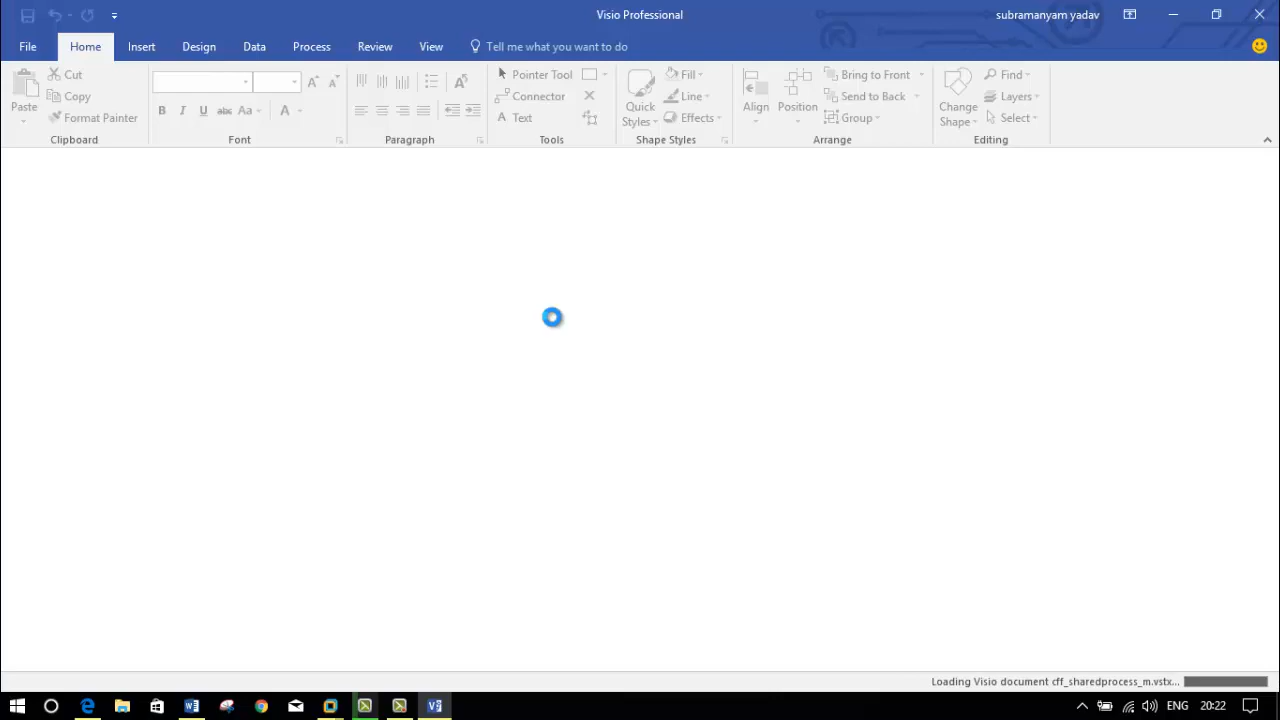 Visio Professional
subramanyam yadav
File Home Insert Design Data Process Review View Tell me what you want to do
Paste
Cut
Copy
Format Painter
Clipboard
B I U abc Aa A
Font
Paragraph
Pointer Tool
Connector
Text
Tools
Quick Styles
Fill
Line
Effects
Shape Styles
Align
Position
Bring to Front
Send to Back
Group
Arrange
Change Shape
Find
Layers
Select
Editing
Loading Visio document cff_sharedprocess_m.vstx...
ENG 20:22